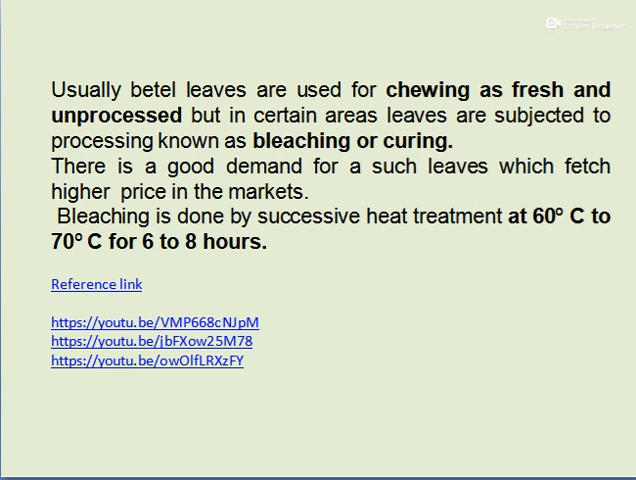 Usually betel leaves are used for chewing as fresh and
unprocessed but in certain areas leaves are subjected to
processing known as bleaching or curing.
There is a good demand for a such leaves which fetch
higher price in the markets.
Bleaching is done by successive heat treatment at 60º C to
70º C for 6 to 8 hours.
Reference link
https://youtu.be/VMP668cNJpM
https://youtu.be/jbFXow25M78
https://youtu.be/owOlfLRXzFY